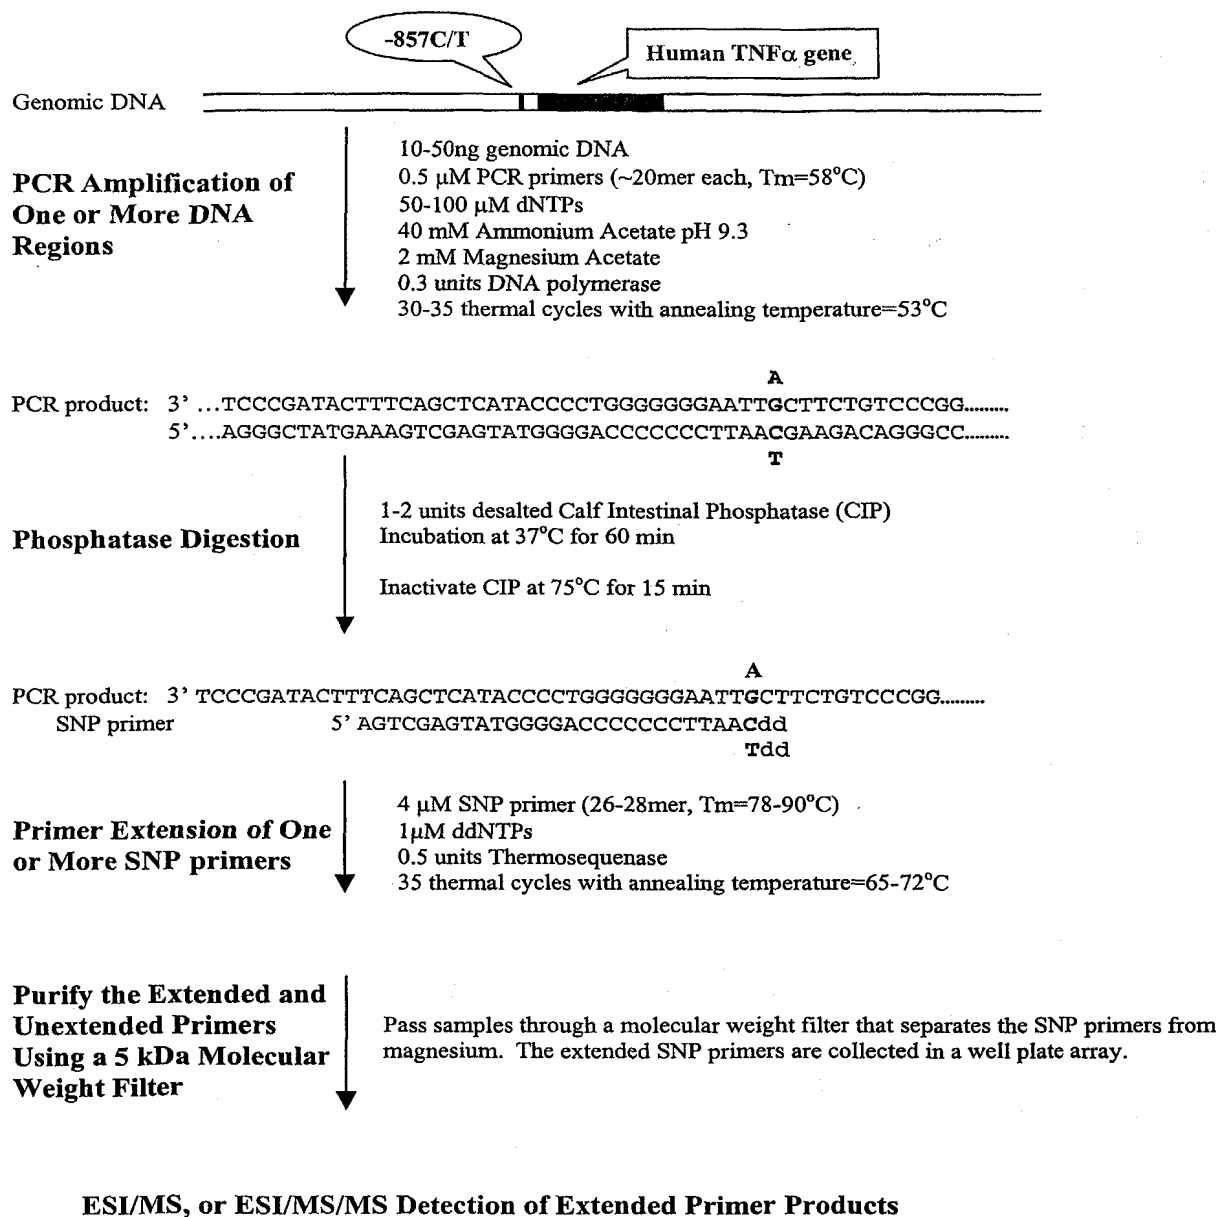 -857C/T
Human TNFα gene
Genomic DNA
PCR Amplification of
One or More DNA
Regions
10-50ng genomic DNA
0.5 μM PCR primers (~20mer each, Tm=58°C)
50-100 μM dNTPs
40 mM Ammonium Acetate pH 9.3
2 mM Magnesium Acetate
0.3 units DNA polymerase
30-35 thermal cycles with annealing temperature=53°C
A
PCR product: 3' ...TCCCGATACTTTCAGCTCATACCCCTGGGGGGGAATTGCTTCTGTCCCGG.........
5'....AGGGCTATGAAAGTCGAGTATGGGGACCCCCCCTTAACGAAGACAGGGCC.........
T
Phosphatase Digestion
1-2 units desalted Calf Intestinal Phosphatase (CIP)
Incubation at 37°C for 60 min
Inactivate CIP at 75°C for 15 min
A
PCR product: 3' TCCCGATACTTTCAGCTCATACCCCTGGGGGGGAATTGCTTCTGTCCCGG.........
SNP primer 5' AGTCGAGTATGGGGACCCCCCCTTAACdd
Tdd
Primer Extension of One
or More SNP primers
4 μM SNP primer (26-28mer, Tm=78-90°C)
1μM ddNTPs
0.5 units Thermosequenase
35 thermal cycles with annealing temperature=65-72°C
Purify the Extended and
Unextended Primers
Using a 5 kDa Molecular
Weight Filter
Pass samples through a molecular weight filter that separates the SNP primers from
magnesium. The extended SNP primers are collected in a well plate array.
ESI/MS, or ESI/MS/MS Detection of Extended Primer Products